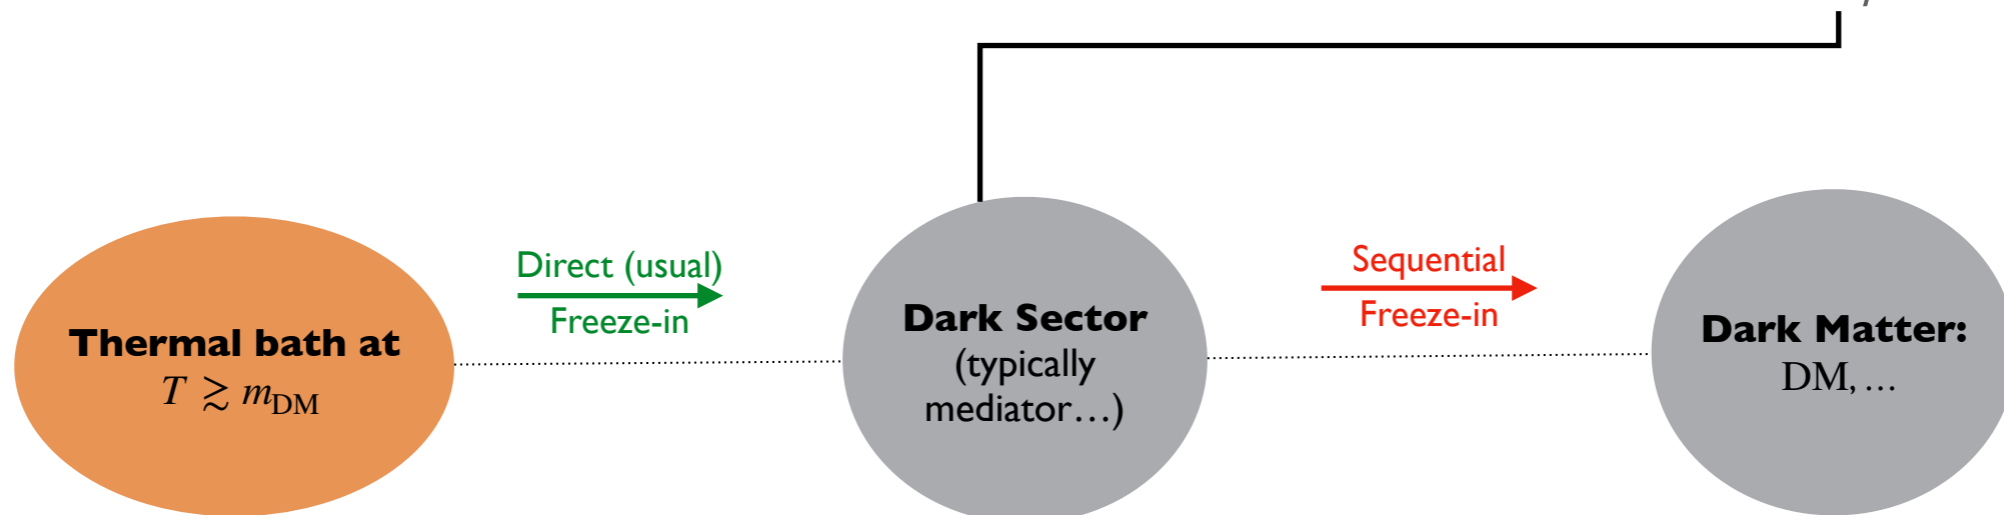 Direct (usual)
Freeze-in
Sequential
Freeze-in
Thermal bath at
T ≳ m_DM
Dark Sector
(typically
mediator…)
Dark Matter:
DM, …